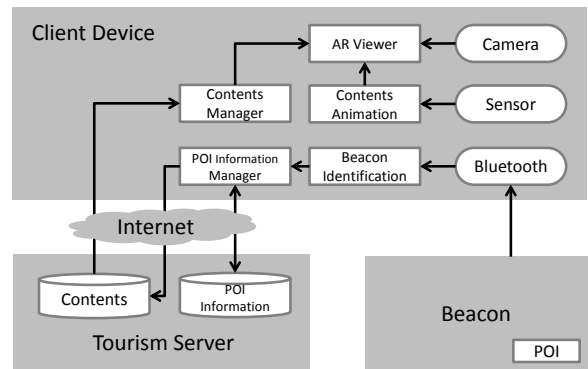 Client Device
AR Viewer
Camera
Contents
Manager
Contents
Animation
Sensor
POI Information
Manager
Beacon
Identification
Bluetooth
Internet
Contents
POI
Information
Tourism Server
Beacon
POI